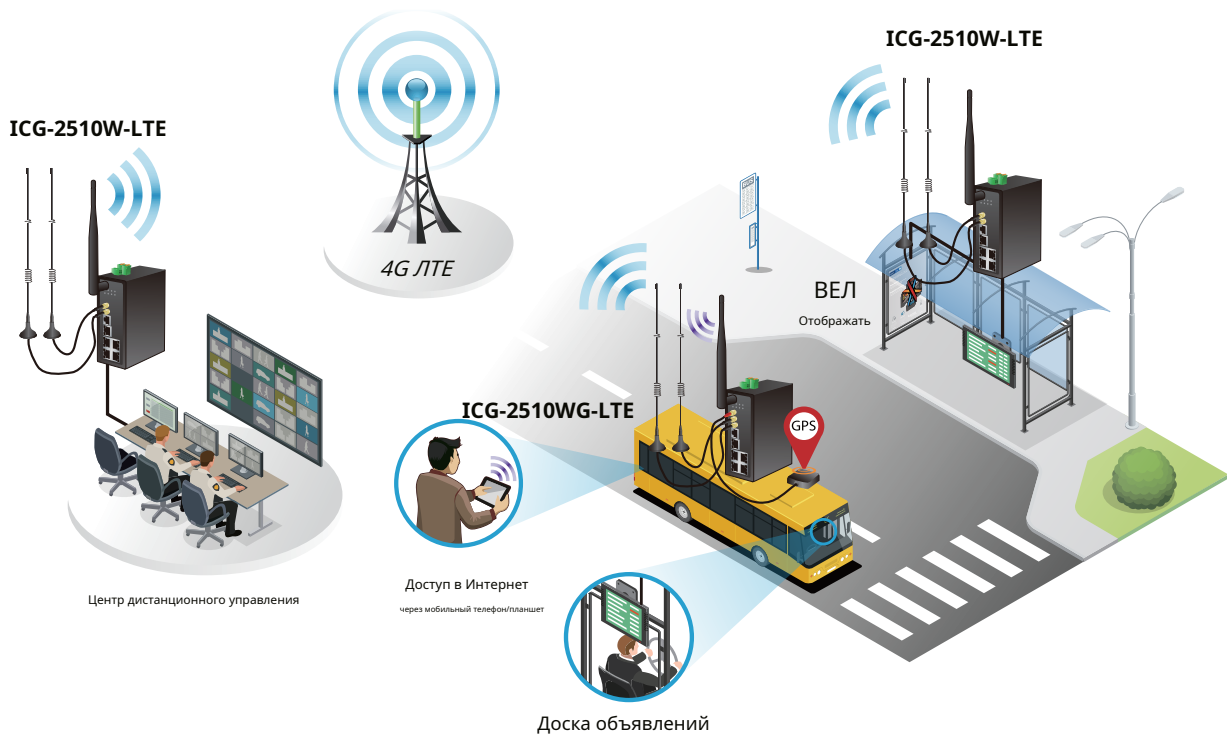 ICG-2510W-LTE
ICG-2510W-LTE
4G ЛТЕ
ВЕЛ
Отображать
ICG-2510WG-LTE
GPS
Доступ в Интернет
через мобильный телефон/планшет
Центр дистанционного управления
Доска объявлений